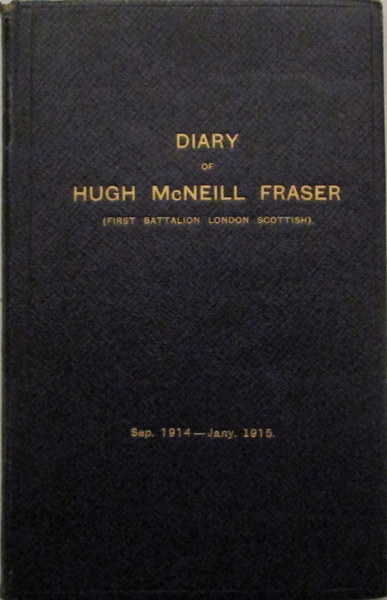 DIARY
OF
HUGH McNEILL FRASER
(FIRST BATTALION LONDON SCOTTISH).
Sep. 1914—Jany. 1915.